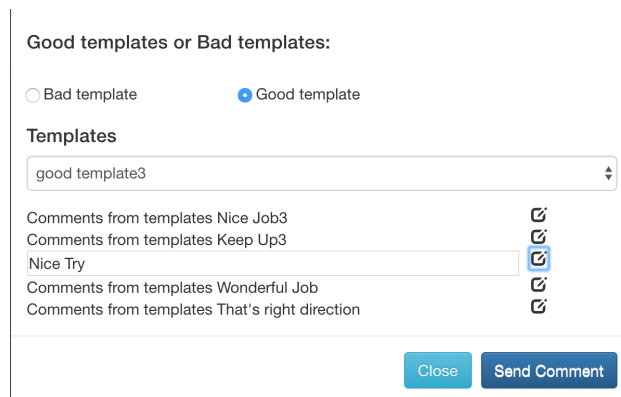 Good templates or Bad templates:
Bad template Good template
Templates
good template3
Comments from templates Nice Job3
Comments from templates Keep Up3
Nice Try
Comments from templates Wonderful Job
Comments from templates That's right direction
Close Send Comment